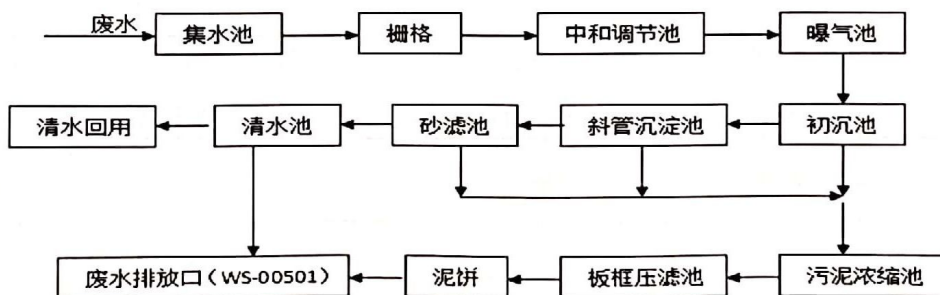 废水
集水池
栅格
中和调节池
曝气池
清水回用
清水池
砂滤池
斜管沉淀池
初沉池
废水排放口(WS-00501)
泥饼
板框压滤池
污泥浓缩池